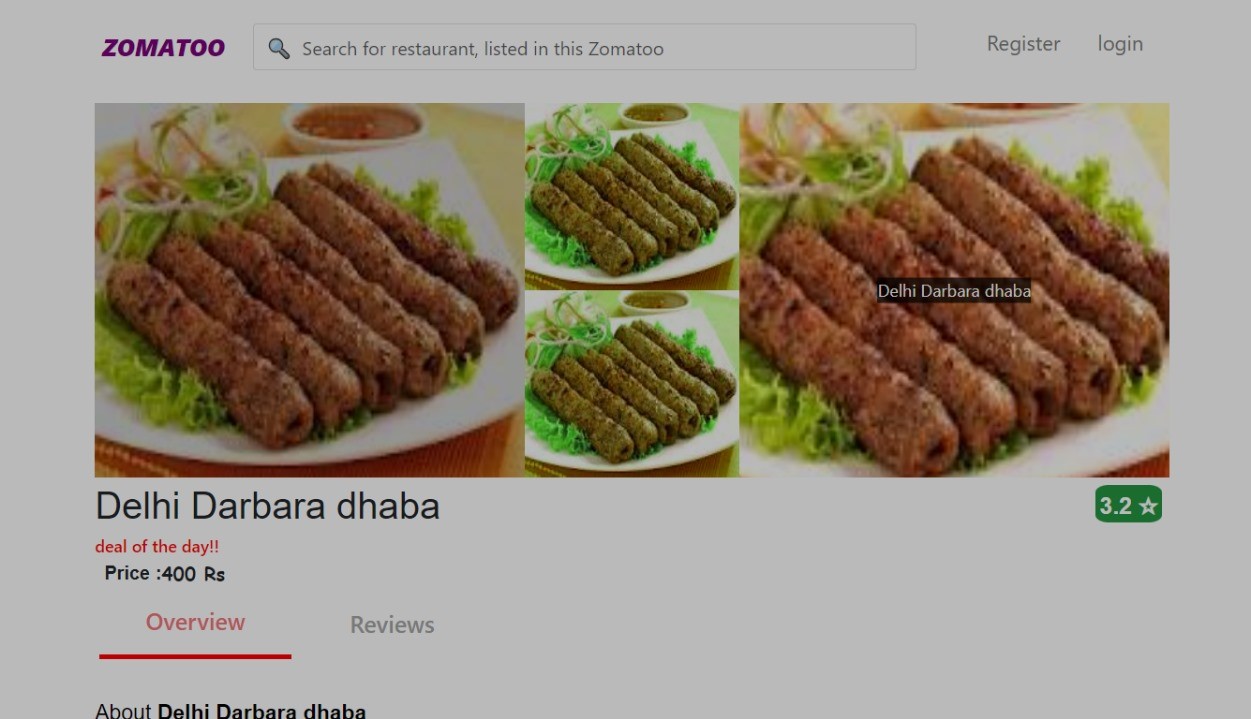 ZOMATOO
Search for restaurant, listed in this Zomatoo
Register
login
Delhi Darbara dhaba
Delhi Darbara dhaba
3.2 ☆
deal of the day!!
Price :400 Rs
Overview
Reviews
About Delhi Darbara dhaba